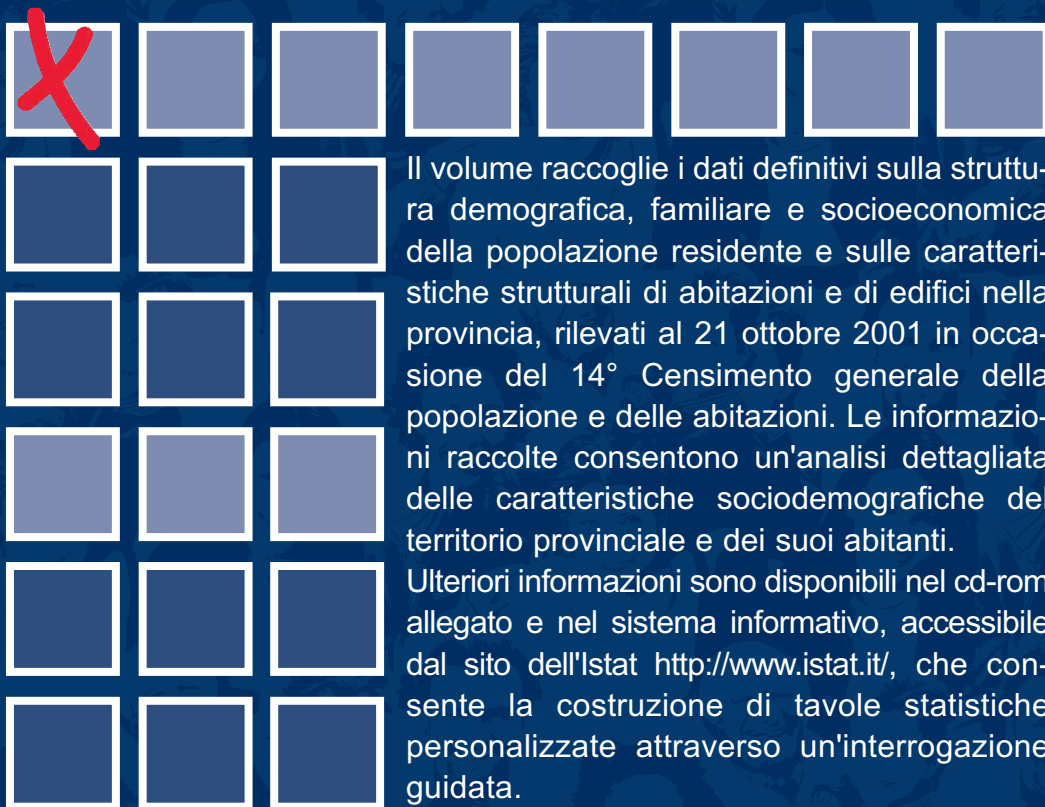 Il volume raccoglie i dati definitivi sulla struttu-
ra demografica, familiare e socioeconomica
della popolazione residente e sulle caratteri-
stiche strutturali di abitazioni e di edifici nella
provincia, rilevati al 21 ottobre 2001 in occa-
sione del 14° Censimento generale della
popolazione e delle abitazioni. Le informazio-
ni raccolte consentono un'analisi dettagliata
delle caratteristiche sociodemografiche del
territorio provinciale e dei suoi abitanti.
Ulteriori informazioni sono disponibili nel cd-rom
allegato e nel sistema informativo, accessibile
dal sito dell'Istat http://www.istat.it/, che con-
sente la costruzione di tavole statistiche
personalizzate attraverso un'interrogazione
guidata.